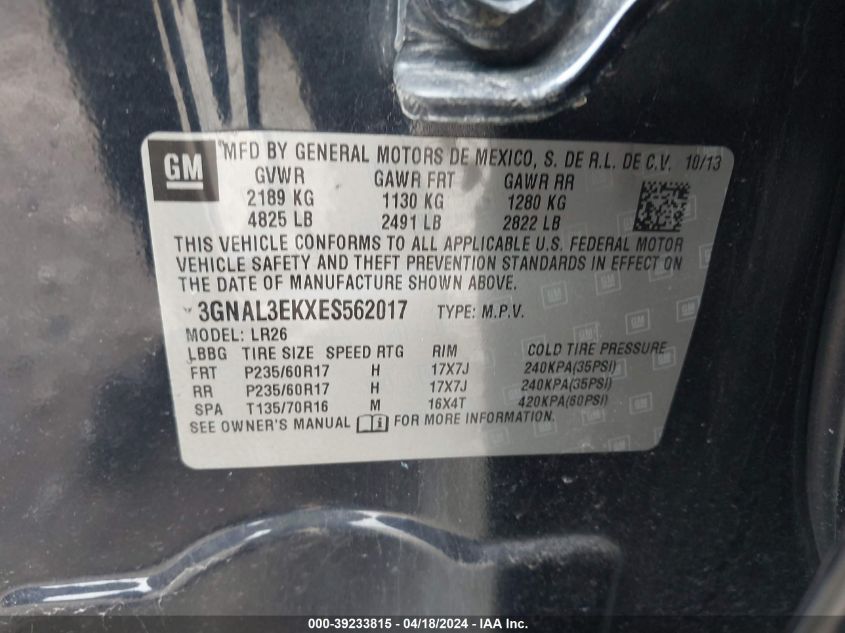 GM
MFD BY GENERAL MOTORS DE MEXICO, S. DE R.L. DE C.V. 10/13
GVWR GAWR FRT GAWR RR
2189 KG 1130 KG 1280 KG
4825 LB 2491 LB 2822 LB
THIS VEHICLE CONFORMS TO ALL APPLICABLE U.S. FEDERAL MOTOR
VEHICLE SAFETY AND THEFT PREVENTION STANDARDS IN EFFECT ON
THE DATE OF MANUFACTURE SHOWN ABOVE.
3GNAL3EKXES562017 TYPE: M.P.V.
MODEL: LR26
LBBG TIRE SIZE SPEED RTG RIM COLD TIRE PRESSURE
FRT P235/60R17 H 17X7J 240KPA(35PSI)
RR P235/60R17 H 17X7J 240KPA(35PSI)
SPA T135/70R16 M 16X4T 420KPA(60PSI)
SEE OWNER'S MANUAL FOR MORE INFORMATION.
000-39233815 - 04/18/2024 - © IAA Holdings, LLC.